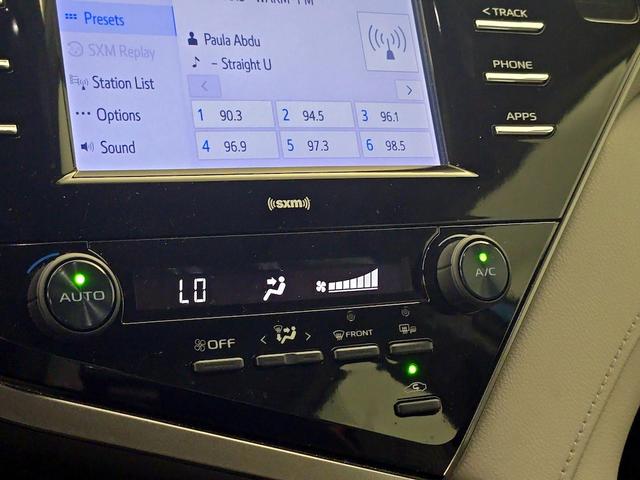 < TRACK
Presets
SXM Replay
Station List
Options
Sound
Paula Abdu
– Straight U
1 90.3 2 94.5 3 96.1
4 96.9 5 97.3 6 98.5
PHONE
APPS
((sxm))
AUTO
LO
A/C
OFF
FRONT